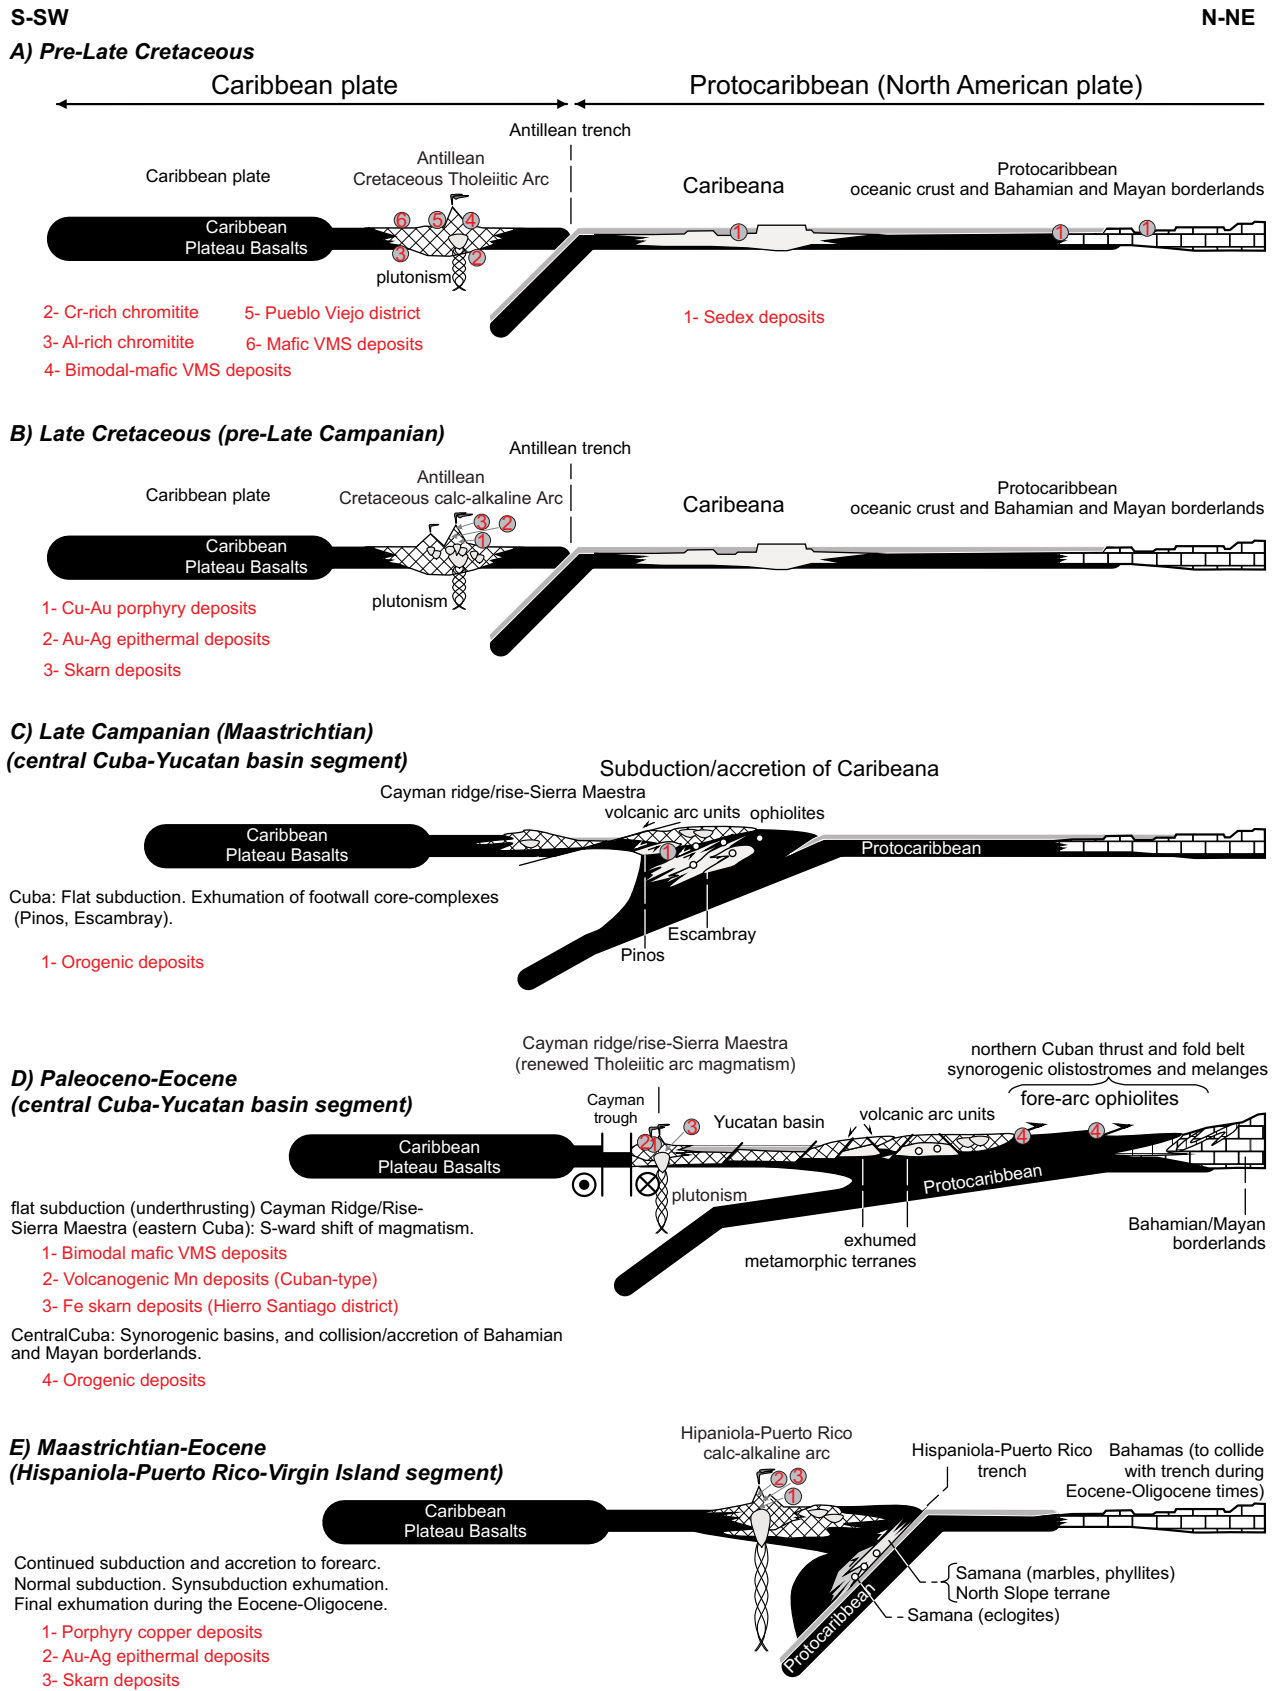 S-SW
N-NE
A) Pre-Late Cretaceous
Caribbean plate
Protocaribbean (North American plate)
Antillean trench
Antillean
Cretaceous Tholeiitic Arc
Caribbean plate
Caribeana
Protocaribbean
oceanic crust and Bahamian and Mayan borderlands
Caribbean
Plateau Basalts
6
5
4
3
2
1
1
1
plutonism
2- Cr-rich chromitite
5- Pueblo Viejo district
1- Sedex deposits
3- Al-rich chromitite
6- Mafic VMS deposits
4- Bimodal-mafic VMS deposits
B) Late Cretaceous (pre-Late Campanian)
Antillean trench
Antillean
Cretaceous calc-alkaline Arc
Caribbean plate
Caribeana
Protocaribbean
oceanic crust and Bahamian and Mayan borderlands
3
2
1
Caribbean
Plateau Basalts
plutonism
1- Cu-Au porphyry deposits
2- Au-Ag epithermal deposits
3- Skarn deposits
C) Late Campanian (Maastrichtian)
(central Cuba-Yucatan basin segment)
Subduction/accretion of Caribeana
Cayman ridge/rise-Sierra Maestra
volcanic arc units
ophiolites
Caribbean
Plateau Basalts
1
Protocaribbean
Cuba: Flat subduction. Exhumation of footwall core-complexes
(Pinos, Escambray).
Escambray
Pinos
1- Orogenic deposits
D) Paleoceno-Eocene
(central Cuba-Yucatan basin segment)
Cayman ridge/rise-Sierra Maestra
(renewed Tholeiitic arc magmatism)
northern Cuban thrust and fold belt
synorogenic olistostromes and melanges
fore-arc ophiolites
Cayman
trough
Yucatan basin
volcanic arc units
2
1
3
4
4
Caribbean
Plateau Basalts
Protocaribbean
plutonism
exhumed
metamorphic terranes
Bahamian/Mayan
borderlands
flat subduction (underthrusting) Cayman Ridge/Rise-
Sierra Maestra (eastern Cuba): S-ward shift of magmatism.
1- Bimodal mafic VMS deposits
2- Volcanogenic Mn deposits (Cuban-type)
3- Fe skarn deposits (Hierro Santiago district)
CentralCuba: Synorogenic basins, and collision/accretion of Bahamian
and Mayan borderlands.
4- Orogenic deposits
E) Maastrichtian-Eocene
(Hispaniola-Puerto Rico-Virgin Island segment)
Hipaniola-Puerto Rico
calc-alkaline arc
Hispaniola-Puerto Rico
trench
Bahamas (to collide
with trench during
Eocene-Oligocene times)
2
3
1
Caribbean
Plateau Basalts
Protocaribbean
Samana (marbles, phyllites)
North Slope terrane
Samana (eclogites)
Continued subduction and accretion to forearc.
Normal subduction. Synsubduction exhumation.
Final exhumation during the Eocene-Oligocene.
1- Porphyry copper deposits
2- Au-Ag epithermal deposits
3- Skarn deposits